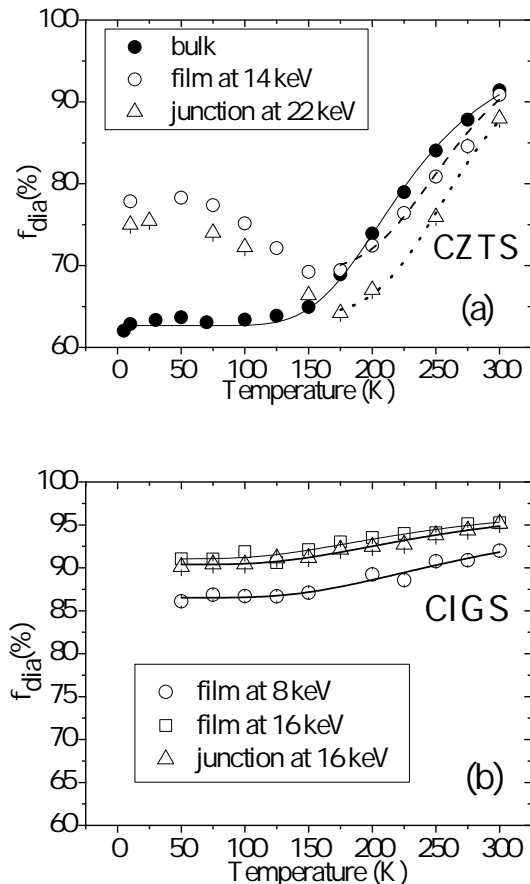 100
90
80
70
60
f_dia(%)
bulk
film at 14 keV
junction at 22 keV
CZTS
(a)
0 50 100 150 200 250 300
Temperature (K)
100
95
90
85
80
75
70
65
60
f_dia(%)
CIGS
film at 8 keV
film at 16 keV
junction at 16 keV
(b)
0 50 100 150 200 250 300
Temperature (K)